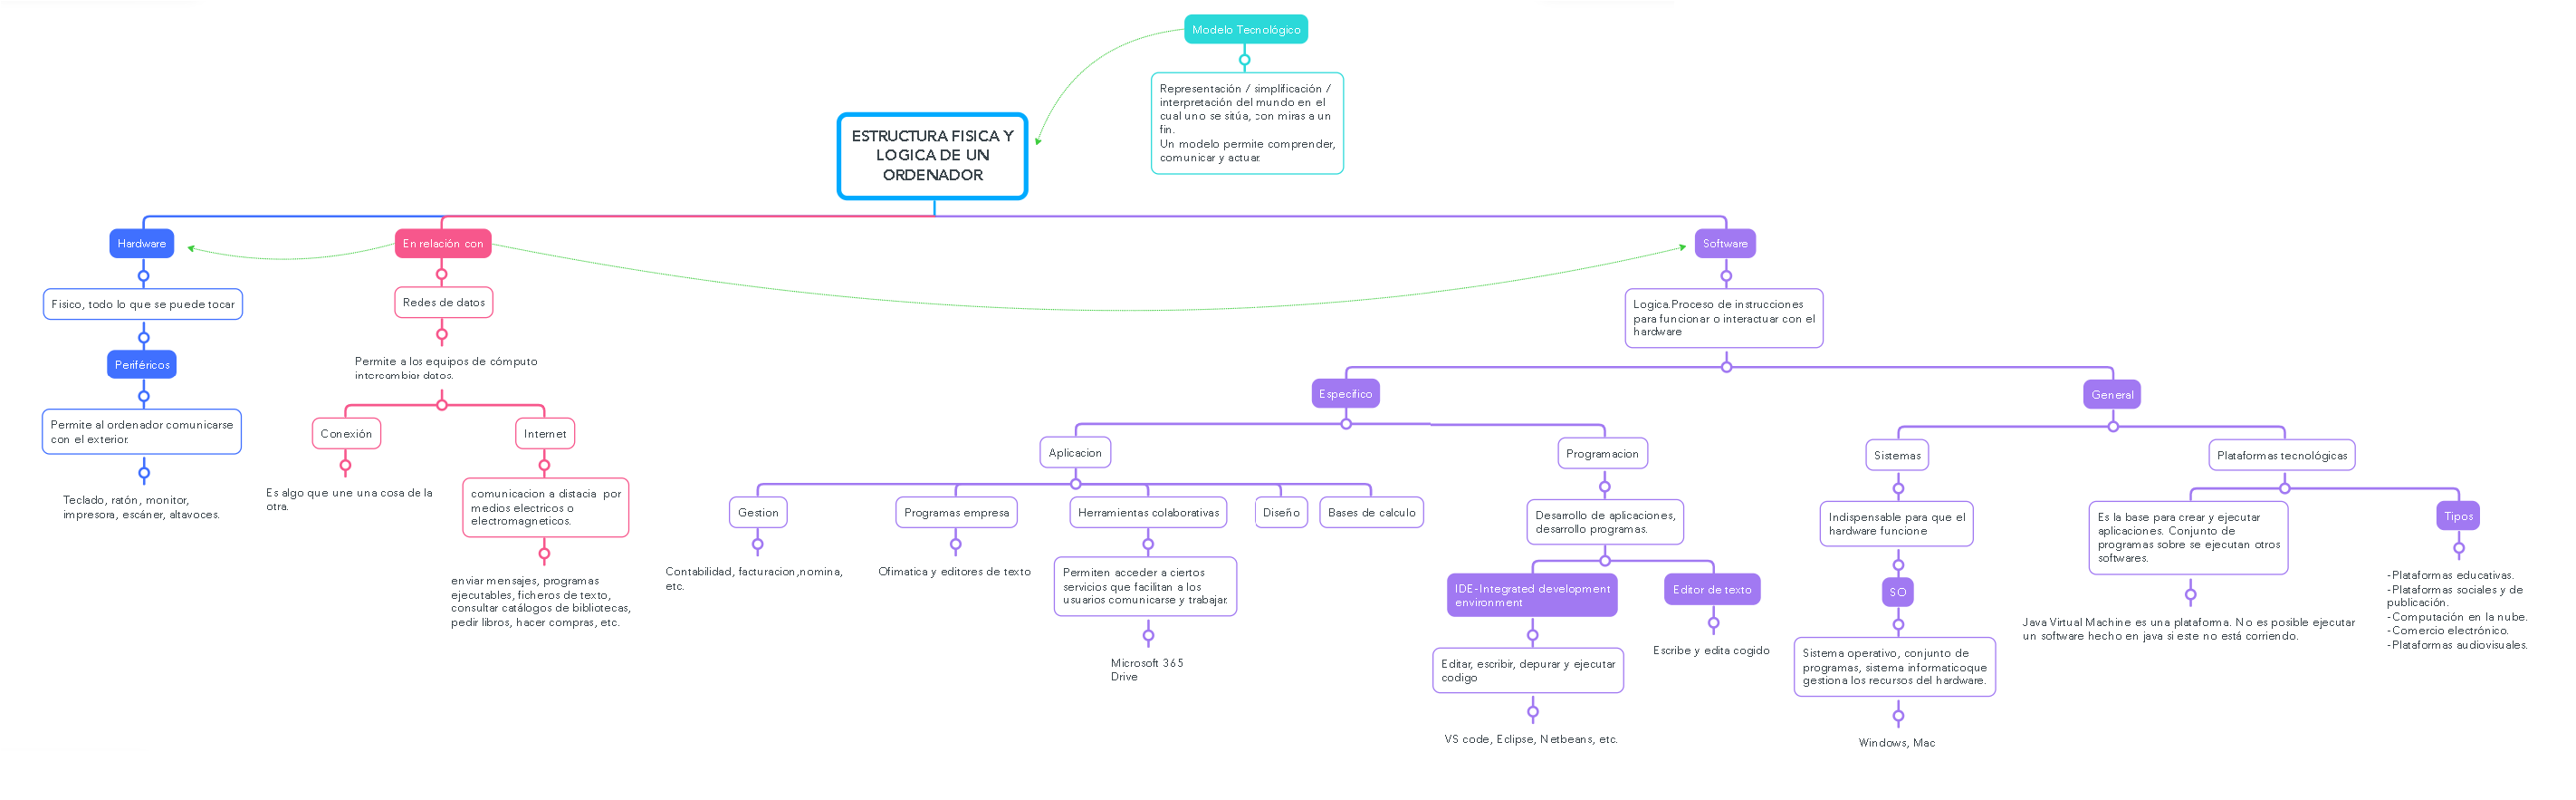 Modelo Tecnológico
Representación / simplificación /
interpretación del mundo en el
cual uno se sitúa, con miras a un
fin.
Un modelo permite comprender,
comunicar y actuar.
ESTRUCTURA FISICA Y
LOGICA DE UN
ORDENADOR
Hardware
Fisico, todo lo que se puede tocar
Periféricos
Permite al ordenador comunicarse
con el exterior.
Teclado, ratón, monitor,
impresora, escáner, altavoces.
En relación con
Redes de datos
Permite a los equipos de cómputo
intercambiar datos.
Conexión
Es algo que une una cosa de la
otra.
Internet
comunicacion a distacia por
medios electricos o
electromagneticos.
enviar mensajes, programas
ejecutables, ficheros de texto,
consultar catálogos de bibliotecas,
pedir libros, hacer compras, etc.
Software
Logica.Proceso de instrucciones
para funcionar o interactuar con el
hardware
Específico
Aplicacion
Gestion
Contabilidad, facturacion,nomina,
etc.
Programas empresa
Ofimatica y editores de texto
Herramientas colaborativas
Permiten acceder a ciertos
servicios que facilitan a los
usuarios comunicarse y trabajar.
Microsoft 365
Drive
Diseño
Bases de calculo
Programacion
Desarrollo de aplicaciones,
desarrollo programas.
IDE-Integrated development
environment
Editar, escribir, depurar y ejecutar
codigo
VS code, Eclipse, Netbeans, etc.
Editor de texto
Escribe y edita cogido
General
Sistemas
Indispensable para que el
hardware funcione
SO
Sistema operativo, conjunto de
programas, sistema informaticoque
gestiona los recursos del hardware.
Windows, Mac
Plataformas tecnológicas
Es la base para crear y ejecutar
aplicaciones. Conjunto de
programas sobre se ejecutan otros
softwares.
Java Virtual Machine es una plataforma. No es posible ejecutar
un software hecho en java si este no está corriendo.
Tipos
-Plataformas educativas.
-Plataformas sociales y de
publicación.
-Computación en la nube.
-Comercio electrónico.
-Plataformas audiovisuales.